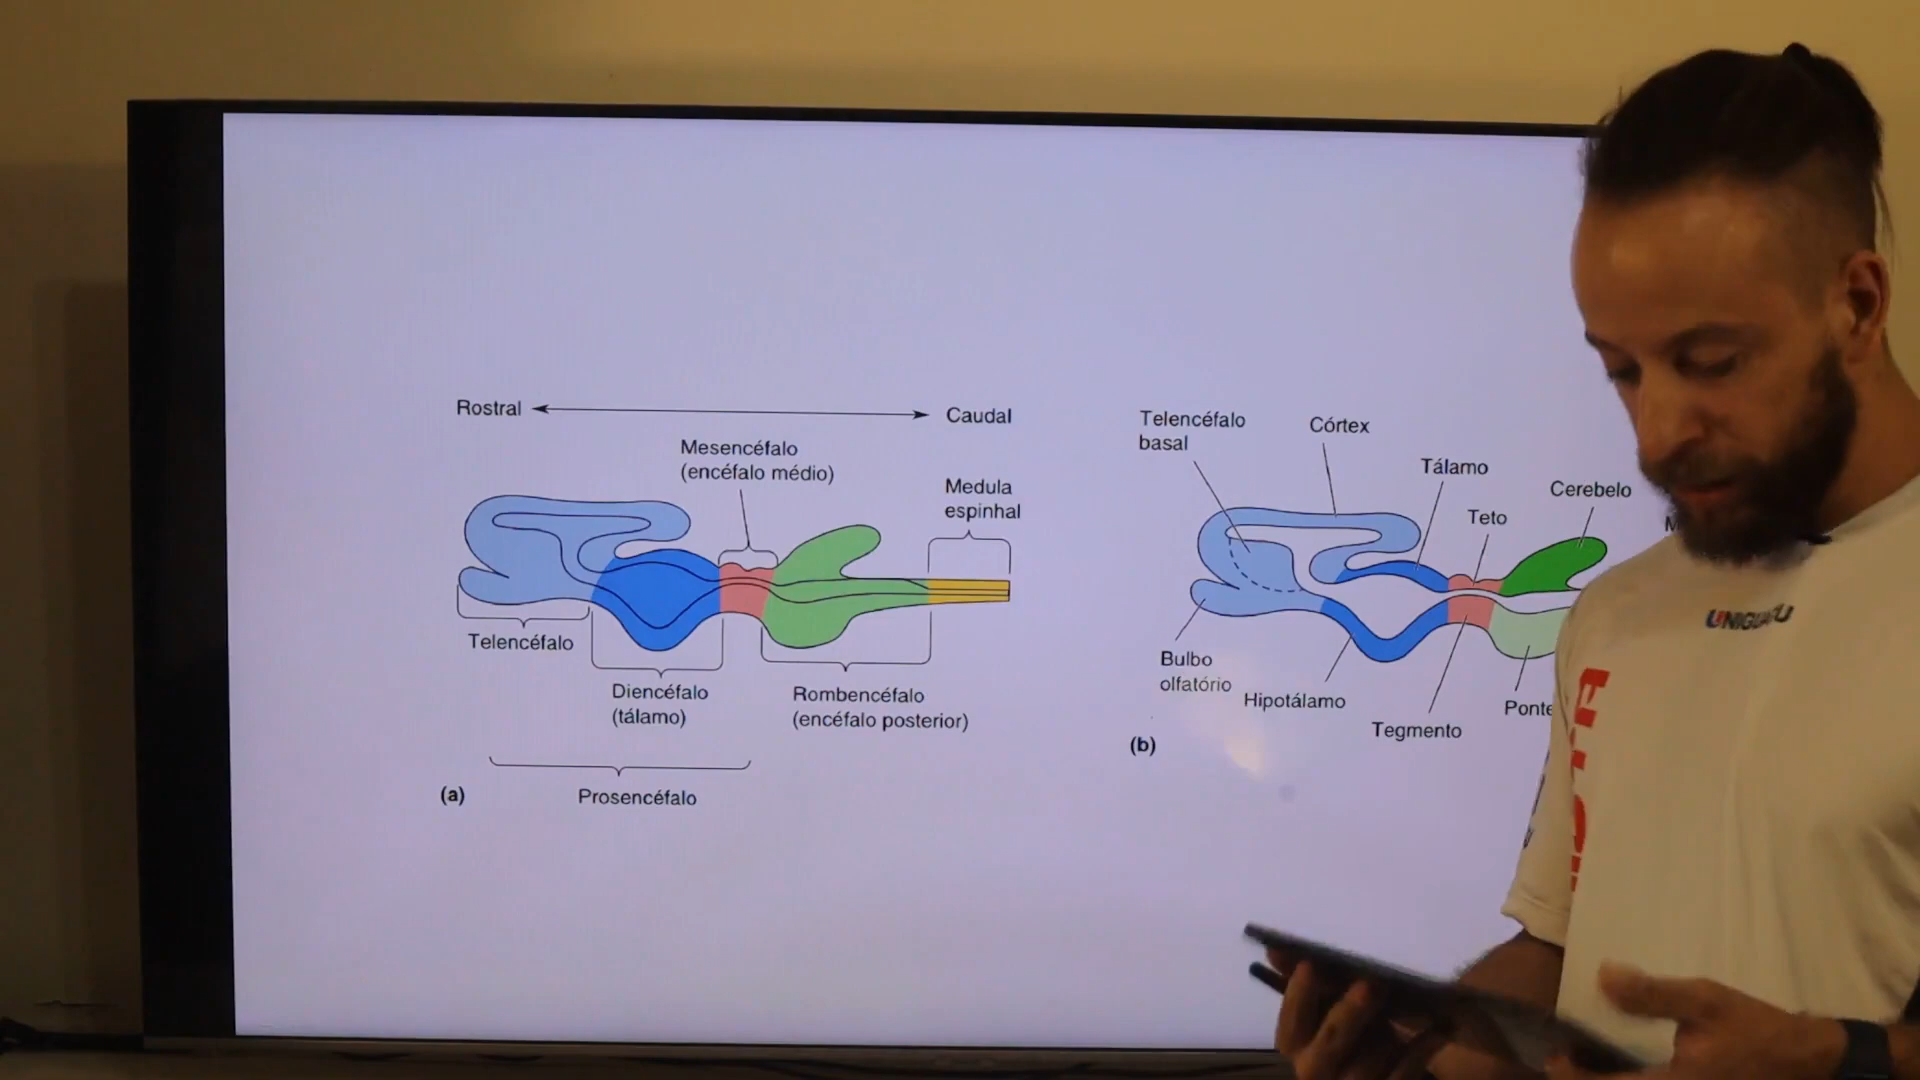 Rostral
Caudal
Mesencéfalo
(encéfalo médio)
Medula
espinhal
Telencéfalo
Diencéfalo
(tálamo)
Rombencéfalo
(encéfalo posterior)
Prosencéfalo
(a)
Telencéfalo
basal
Córtex
Tálamo
Teto
Cerebelo
Bulbo
olfatório
Hipotálamo
Tegmento
Ponte
(b)